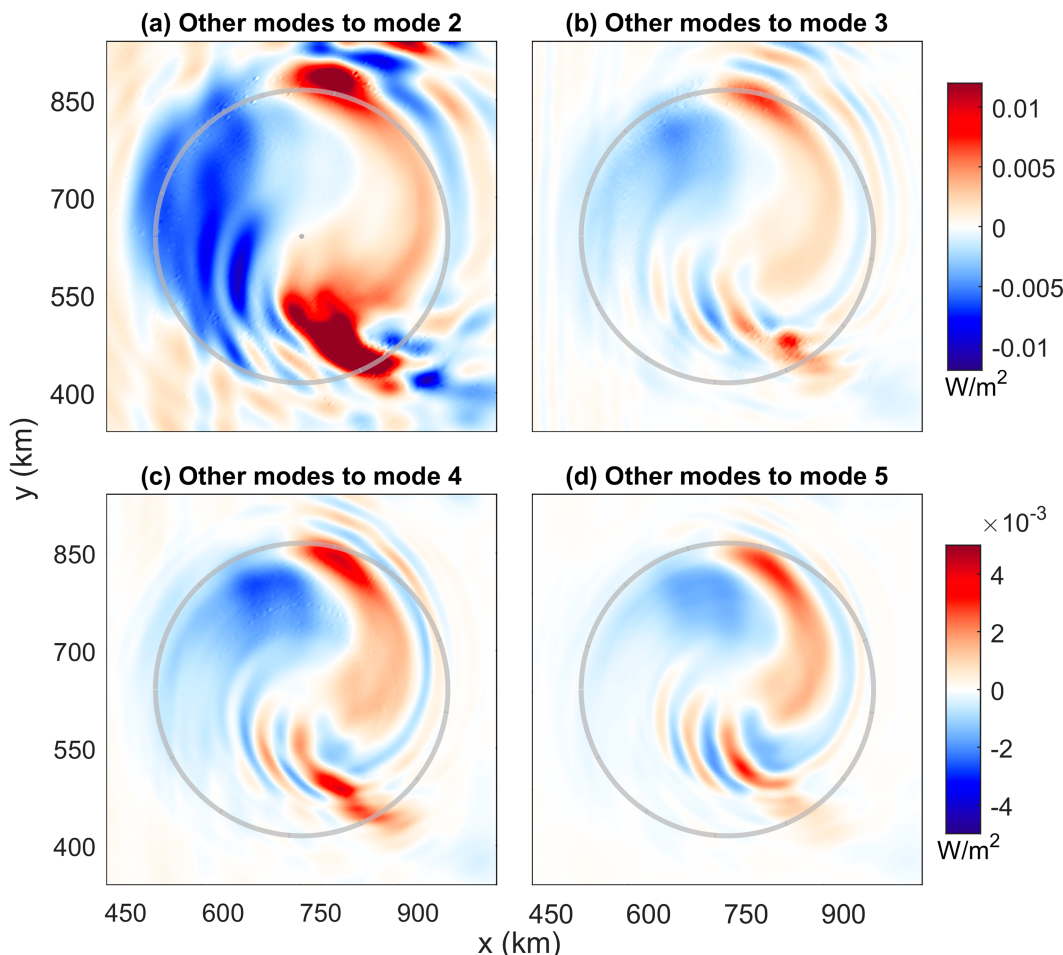 (a) Other modes to mode 2
(b) Other modes to mode 3
850
700
550
400
0.01
0.005
0
-0.005
-0.01
W/m²
y (km)
(c) Other modes to mode 4
(d) Other modes to mode 5
850
700
550
400
×10⁻³
4
2
0
-2
-4
W/m²
450 600 750 900
450 600 750 900
x (km)